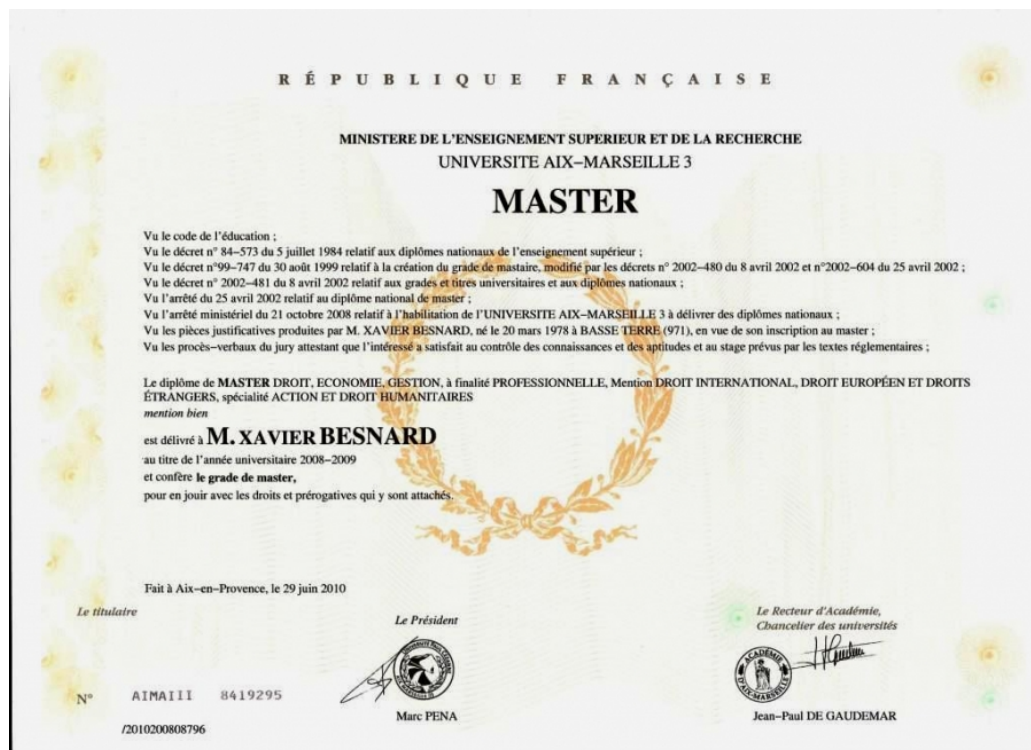 RÉPUBLIQUE FRANÇAISE
MINISTERE DE L'ENSEIGNEMENT SUPERIEUR ET DE LA RECHERCHE
UNIVERSITE AIX–MARSEILLE 3
MASTER
Vu le code de l'éducation ;
Vu le décret n° 84–573 du 5 juillet 1984 relatif aux diplômes nationaux de l'enseignement supérieur ;
Vu le décret n°99–747 du 30 août 1999 relatif à la création du grade de mastaire, modifié par les décrets n° 2002–480 du 8 avril 2002 et n°2002–604 du 25 avril 2002 ;
Vu le décret n° 2002–481 du 8 avril 2002 relatif aux grades et titres universitaires et aux diplômes nationaux ;
Vu l'arrêté du 25 avril 2002 relatif au diplôme national de master ;
Vu l'arrêté ministériel du 21 octobre 2008 relatif à l'habilitation de l'UNIVERSITE AIX–MARSEILLE 3 à délivrer des diplômes nationaux ;
Vu les pièces justificatives produites par M. XAVIER BESNARD, né le 20 mars 1978 à BASSE TERRE (971), en vue de son inscription au master ;
Vu les procès–verbaux du jury attestant que l'intéressé a satisfait au contrôle des connaissances et des aptitudes et au stage prévus par les textes réglementaires ;
Le diplôme de MASTER DROIT, ECONOMIE, GESTION, à finalité PROFESSIONNELLE, Mention DROIT INTERNATIONAL, DROIT EUROPÉEN ET DROITS
ÉTRANGERS, spécialité ACTION ET DROIT HUMANITAIRES
mention bien
est délivré à M. XAVIER BESNARD
au titre de l'année universitaire 2008–2009
et confère le grade de master,
pour en jouir avec les droits et prérogatives qui y sont attachés.
Fait à Aix–en–Provence, le 29 juin 2010
Le titulaire
Le Président
Le Recteur d'Académie,
Chancelier des universités
ACADÉMIE
D'AIX-MARSEILLE
Marc PENA
Jean–Paul DE GAUDEMAR
N° AIMAIII 8419295
/2010200808796